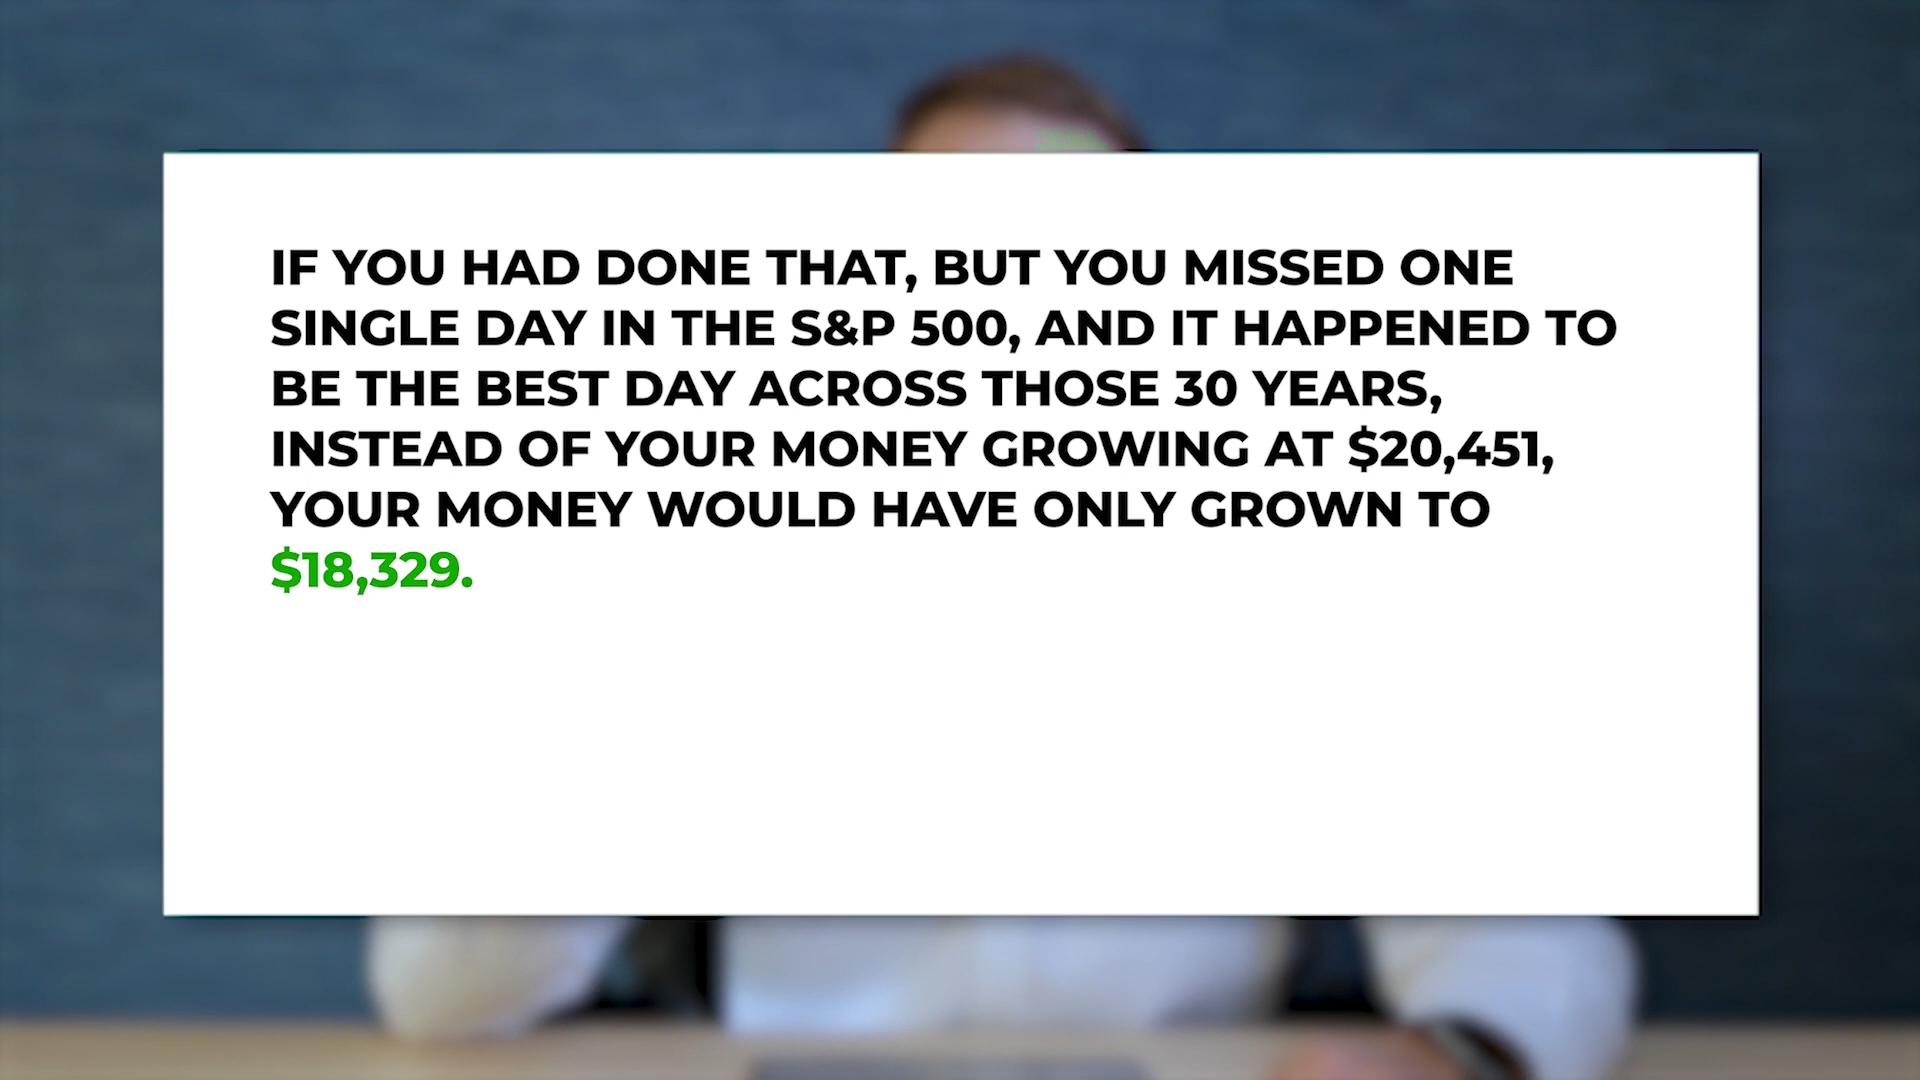 IF YOU HAD DONE THAT, BUT YOU MISSED ONE
SINGLE DAY IN THE S&P 500, AND IT HAPPENED TO
BE THE BEST DAY ACROSS THOSE 30 YEARS,
INSTEAD OF YOUR MONEY GROWING AT $20,451,
YOUR MONEY WOULD HAVE ONLY GROWN TO
$18,329.